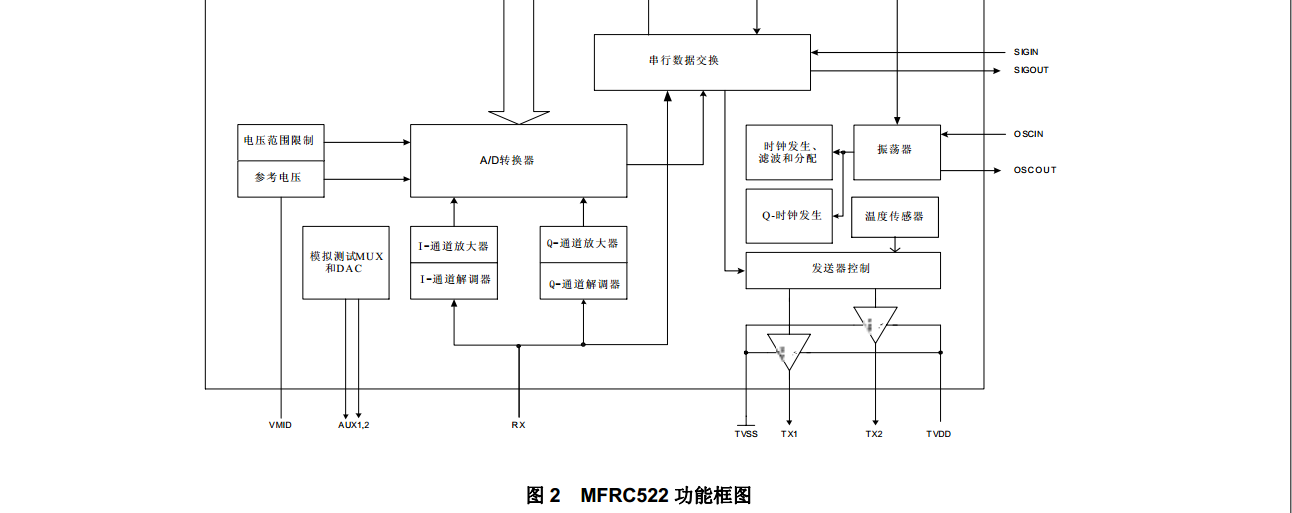 串行数据交换
SIGIN
SIGOUT
电压范围限制
参考电压
A/D转换器
时钟发生、
滤波和分配
振荡器
OSCIN
OSCOUT
Q-时钟发生
温度传感器
模拟测试MUX
和DAC
I-通道放大器
I-通道解调器
Q-通道放大器
Q-通道解调器
发送器控制
VMID
AUX1,2
RX
TVSS
TX1
TX2
TVDD
图 2 MFRC522 功能框图